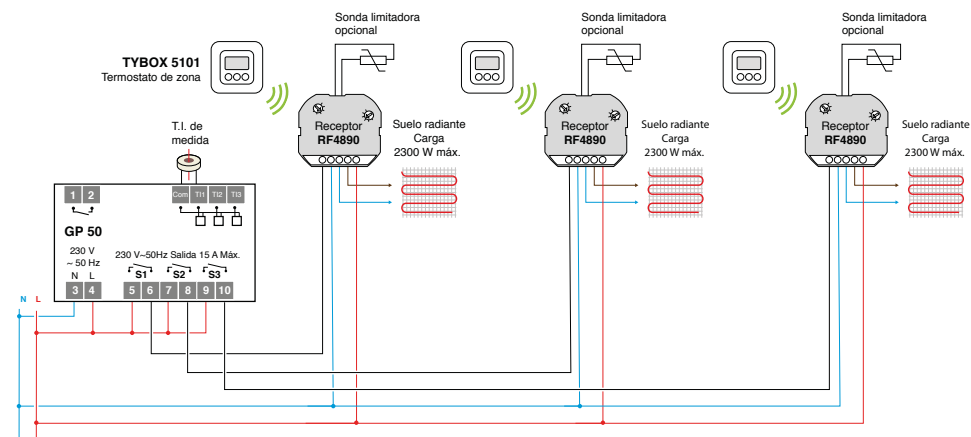 Sonda limitadora
opcional
Sonda limitadora
opcional
Sonda limitadora
opcional
TYBOX 5101
Termostato de zona
T.I. de
medida
Receptor
RF4890
Suelo radiante
Carga
2300 W máx.
Receptor
RF4890
Suelo radiante
Carga
2300 W máx.
Receptor
RF4890
Suelo radiante
Carga
2300 W máx.
1 2
Com TI1 TI2 TI3
GP 50
230 V
~ 50 Hz
N L
230 V~50Hz Salida 15 A Máx.
S1 S2 S3
3 4 5 6 7 8 9 10
N L